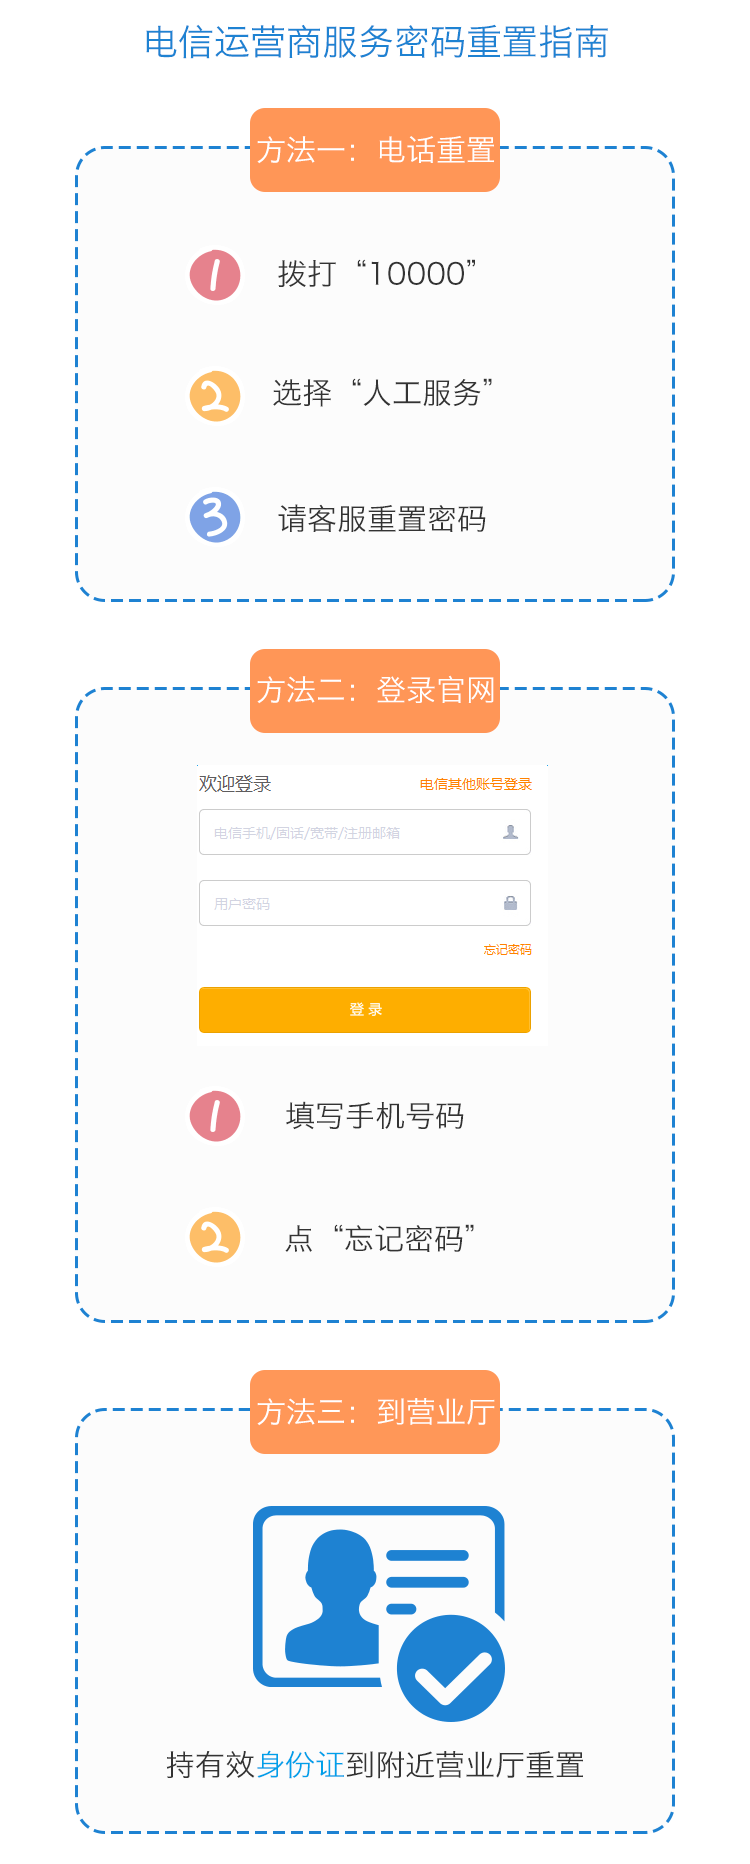 电信运营商服务密码重置指南
方法一：电话重置
1 拨打“10000”
2 选择“人工服务”
3 请客服重置密码
方法二：登录官网
欢迎登录 电信其他账号登录
电信手机/固话/宽带/注册邮箱
用户密码
忘记密码
登 录
1 填写手机号码
2 点“忘记密码”
方法三：到营业厅
持有效身份证到附近营业厅重置